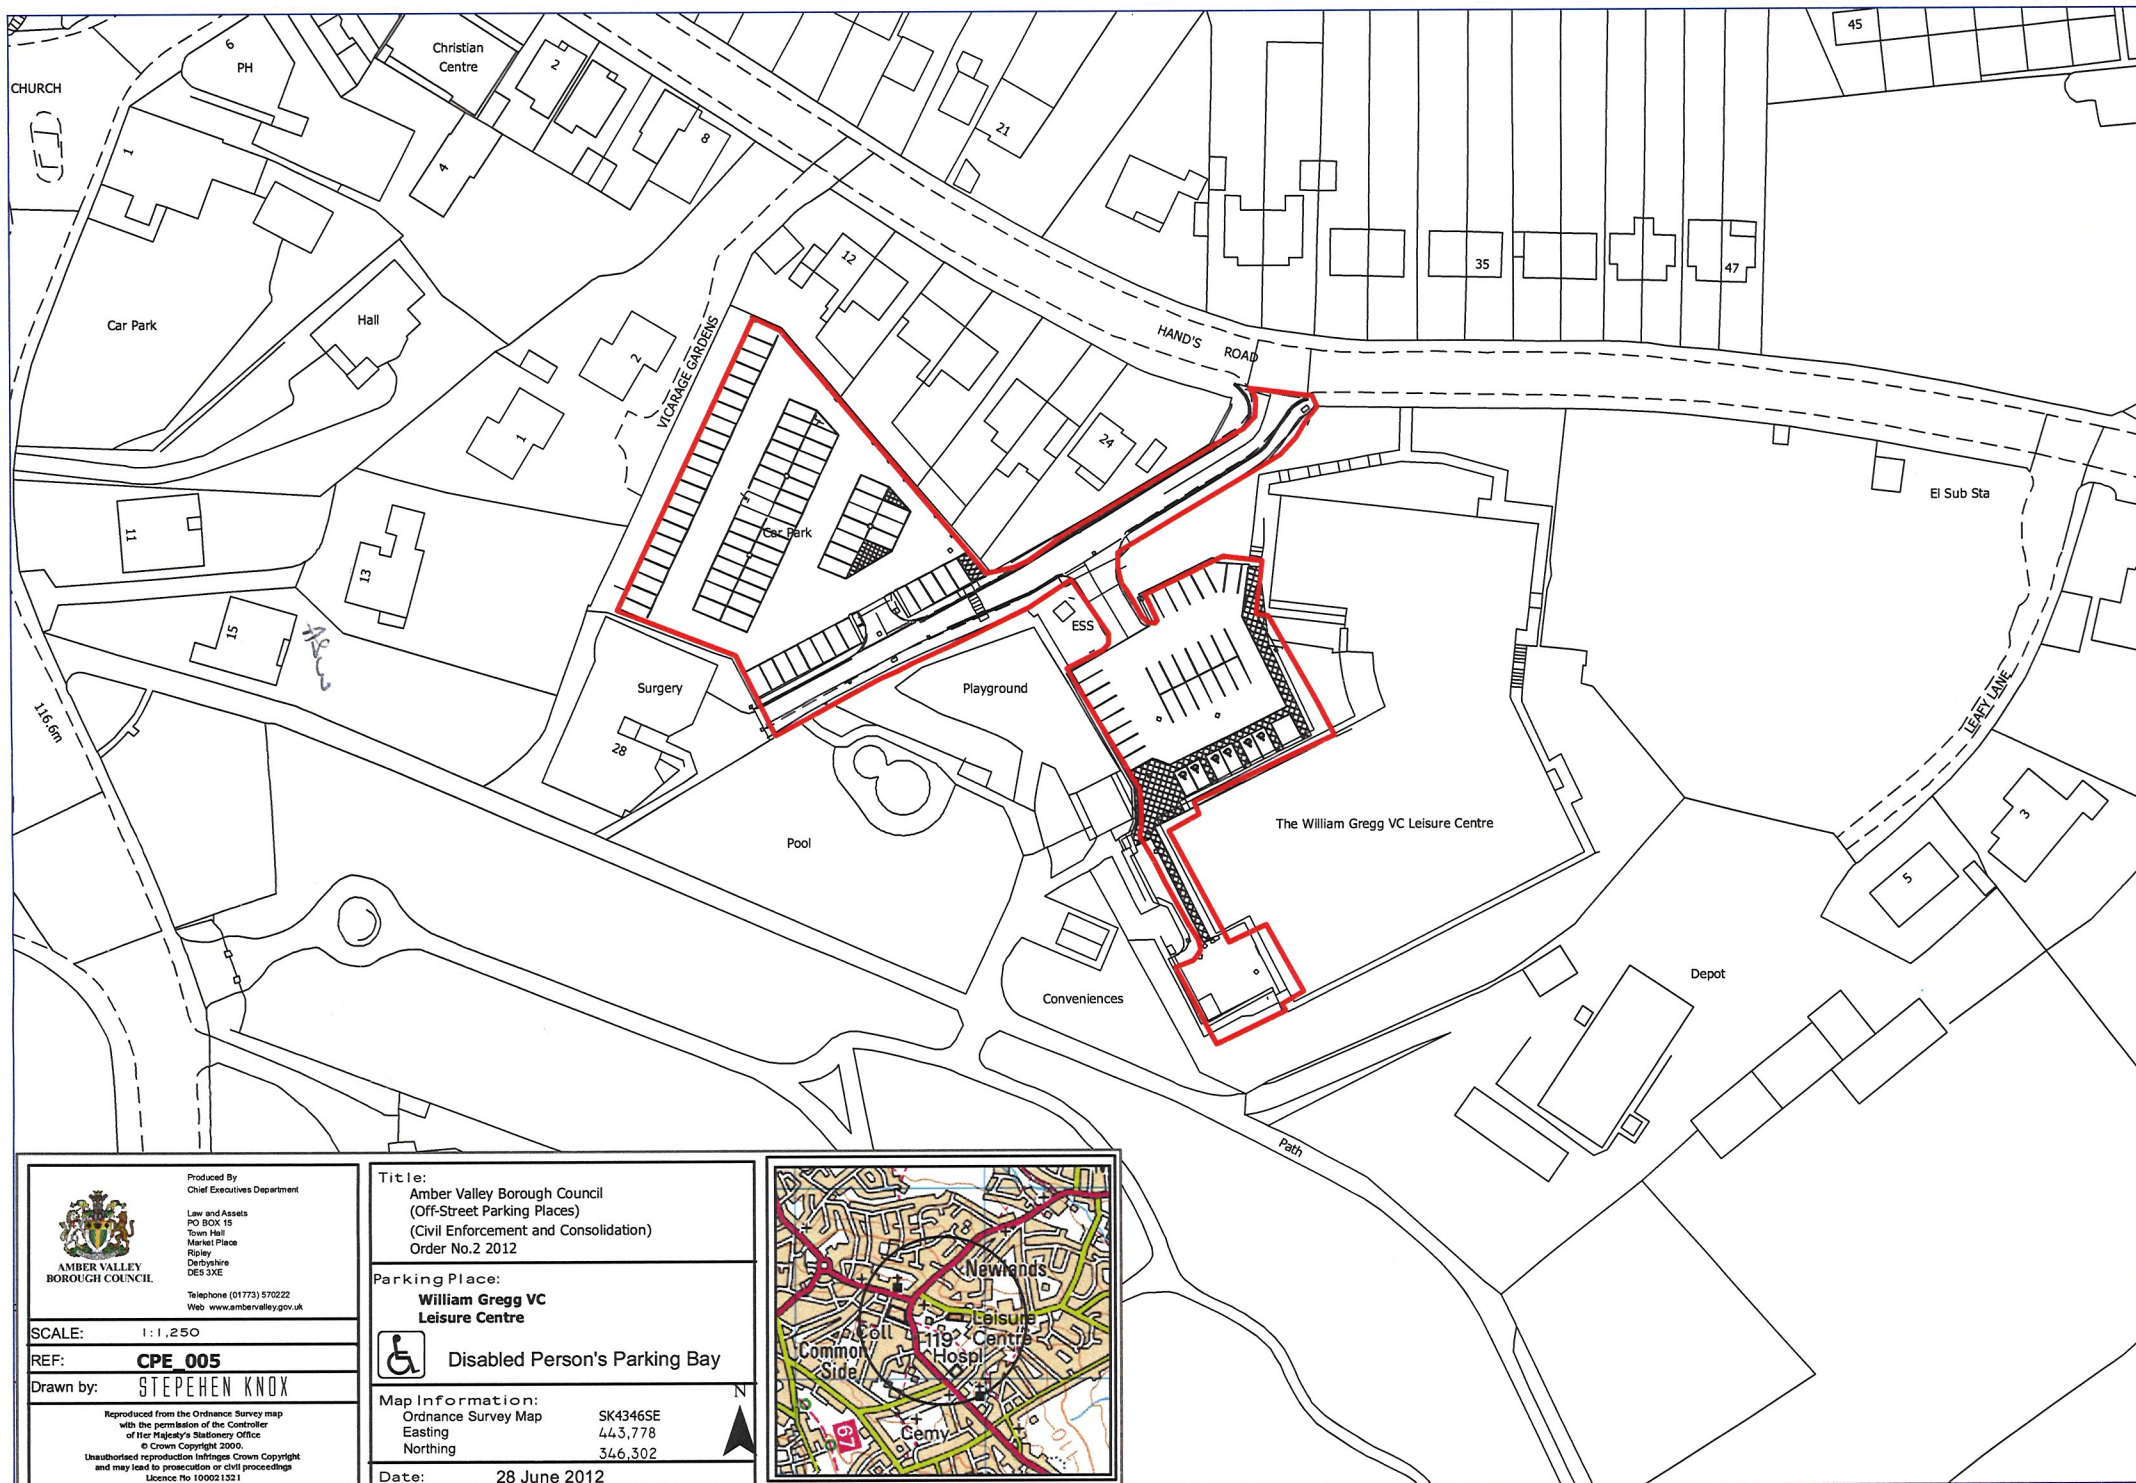 CHURCH
6
PH
Christian
Centre
2
8
4
1
21
45
12
Car Park
Hall
2
1
VICARAGE GARDENS
HAND'S ROAD
35
47
24
Car Park
El Sub Sta
11
13
15
116.6m
ESS
Surgery
28
Playground
Pool
The William Gregg VC Leisure Centre
LEAFY LANE
3
5
Conveniences
Depot
Path
AMBER VALLEY
BOROUGH COUNCIL
Produced By
Chief Executives Department
Law and Assets
PO BOX 15
Town Hall
Market Place
Ripley
Derbyshire
DE5 3XE
Telephone (01773) 570222
Web www.ambervalley.gov.uk
SCALE: 1:1,250
REF: CPE_005
Drawn by: STEPEHEN KNOX
Reproduced from the Ordnance Survey map
with the permission of the Controller
of Her Majesty's Stationery Office
© Crown Copyright 2000.
Unauthorised reproduction infringes Crown Copyright
and may lead to prosecution or civil proceedings
Licence No 100021321
Title:
Amber Valley Borough Council
(Off-Street Parking Places)
(Civil Enforcement and Consolidation)
Order No.2 2012
Parking Place:
William Gregg VC
Leisure Centre
Disabled Person's Parking Bay
Map Information:
Ordnance Survey Map SK4346SE
Easting 443,778
Northing 346,302
N
Date: 28 June 2012
Newlands
Leisure
Centre
Coll
119
Hospl
Common
Side
Cemy
67
110